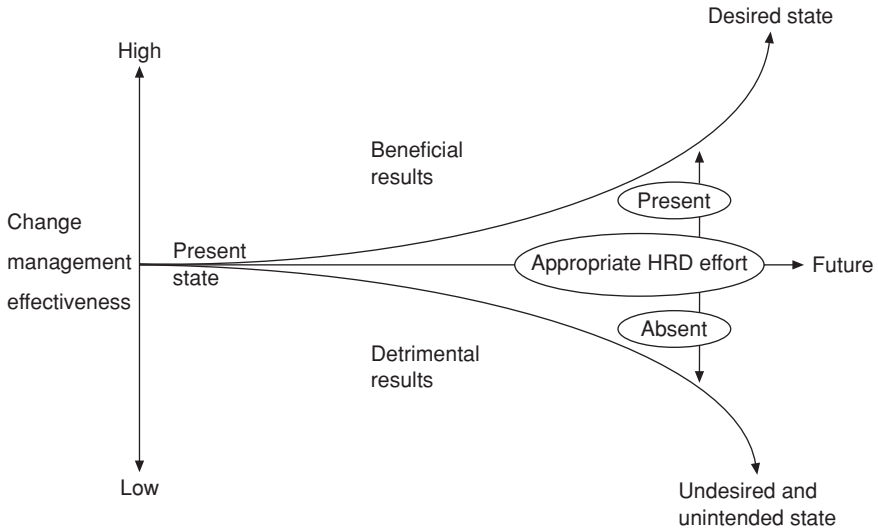 Desired state
High
Beneficial
results
Present
Change
management
effectiveness
Present
state
Appropriate HRD effort
Future
Absent
Detrimental
results
Low
Undesired and
unintended state